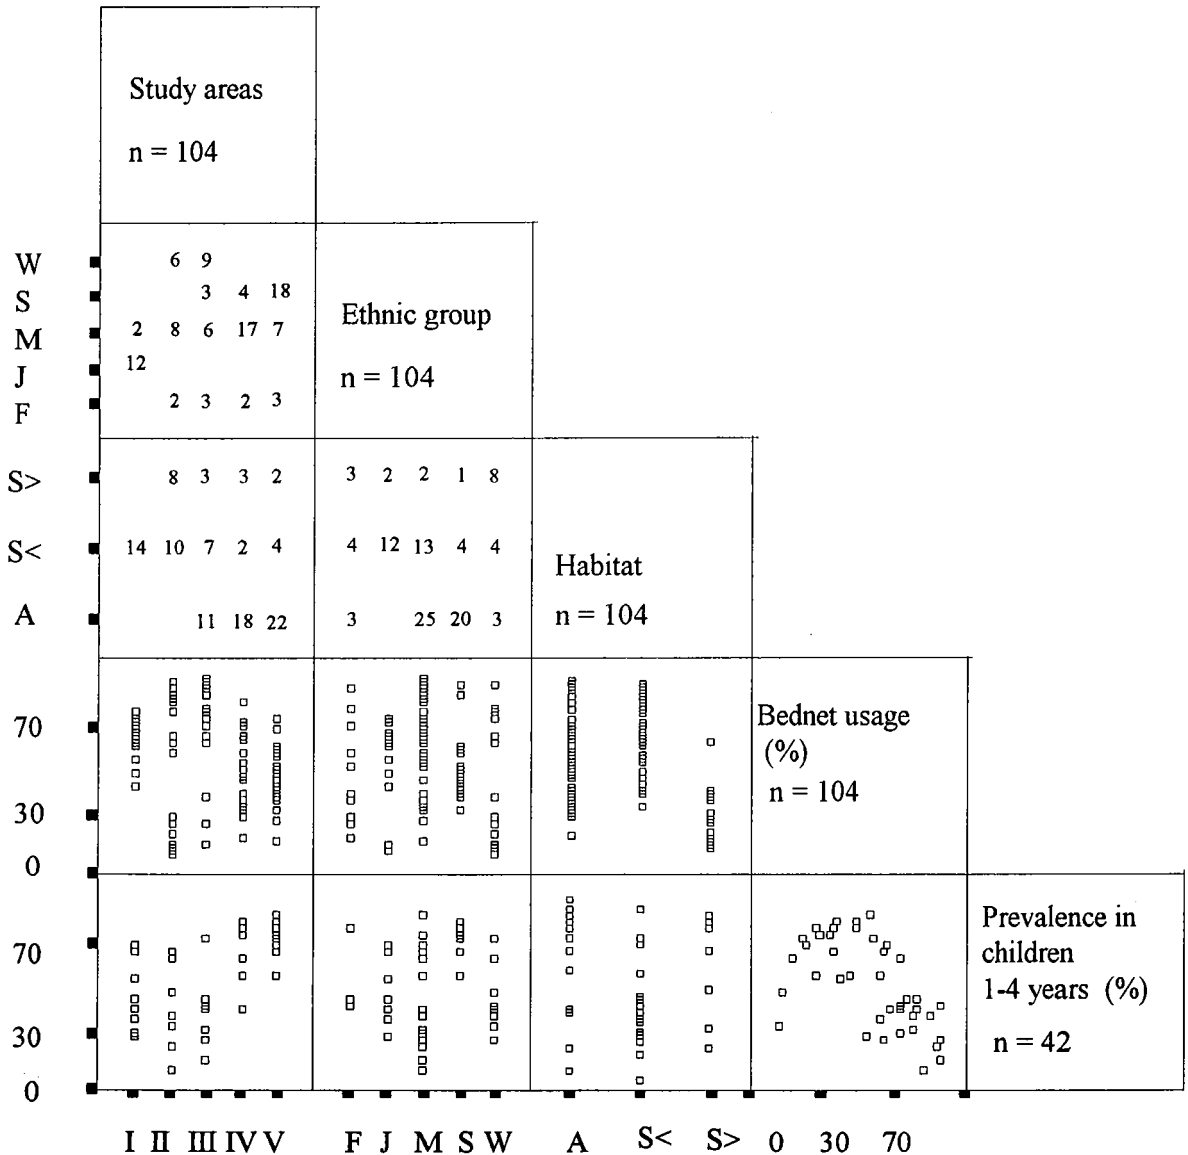 Study areas
n = 104
W 6 9
S 3 4 18
Ethnic group
M 2 8 6 17 7
J 12
n = 104
F 2 3 2 3
S> 8 3 3 2 3 2 2 1 8
S< 14 10 7 2 4 4 12 13 4 4
Habitat
A 11 18 22 3 25 20 3 n = 104
70
Bednet usage
(%)
30 n = 104
0
Prevalence in
70 children
1-4 years (%)
30 n = 42
0
I II III IV V F J M S W A S< S> 0 30 70